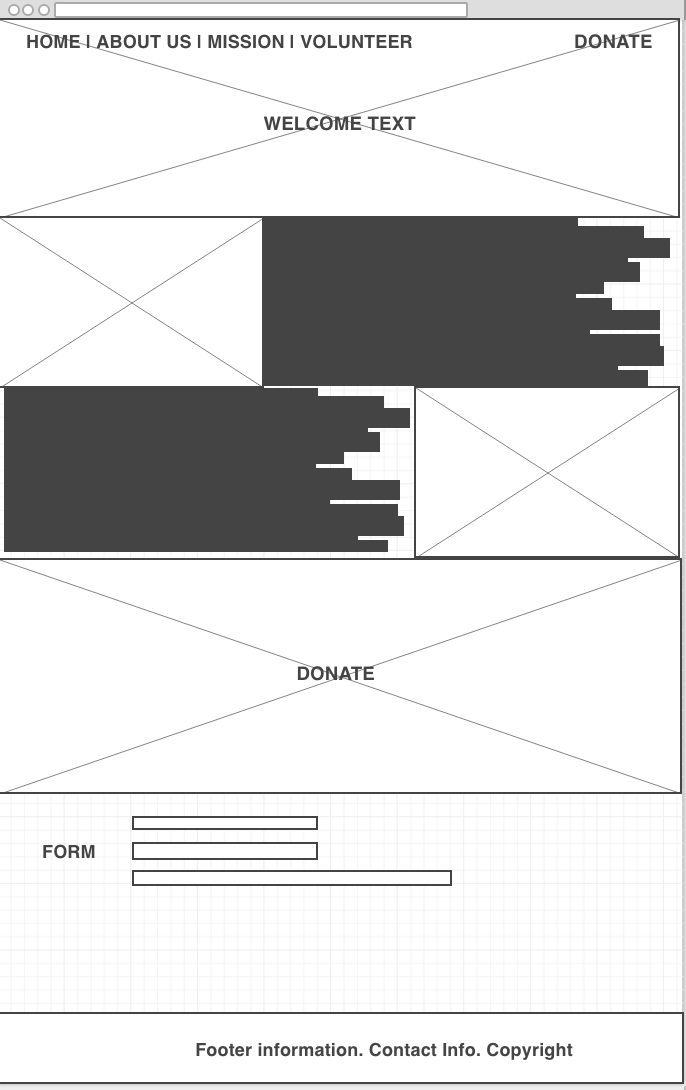 HOME | ABOUT US | MISSION | VOLUNTEER DONATE
WELCOME TEXT
DONATE
FORM
Footer information. Contact Info. Copyright